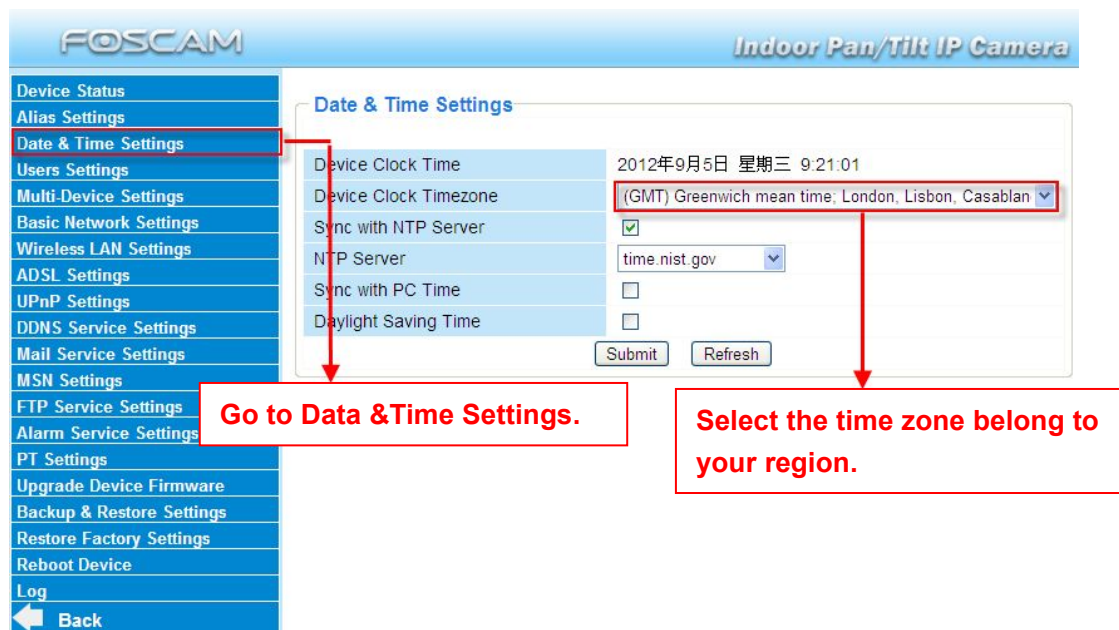 FOSCAM
Indoor Pan/Tilt IP Camera
Device Status
Alias Settings
Date & Time Settings
Users Settings
Multi-Device Settings
Basic Network Settings
Wireless LAN Settings
ADSL Settings
UPnP Settings
DDNS Service Settings
Mail Service Settings
MSN Settings
FTP Service Settings
Alarm Service Settings
PT Settings
Upgrade Device Firmware
Backup & Restore Settings
Restore Factory Settings
Reboot Device
Log
Back
Date & Time Settings
Device Clock Time 2012年9月5日 星期三 9:21:01
Device Clock Timezone (GMT) Greenwich mean time; London, Lisbon, Casablan
Sync with NTP Server
NTP Server time.nist.gov
Sync with PC Time
Daylight Saving Time
Submit Refresh
Go to Data &Time Settings.
Select the time zone belong to
your region.